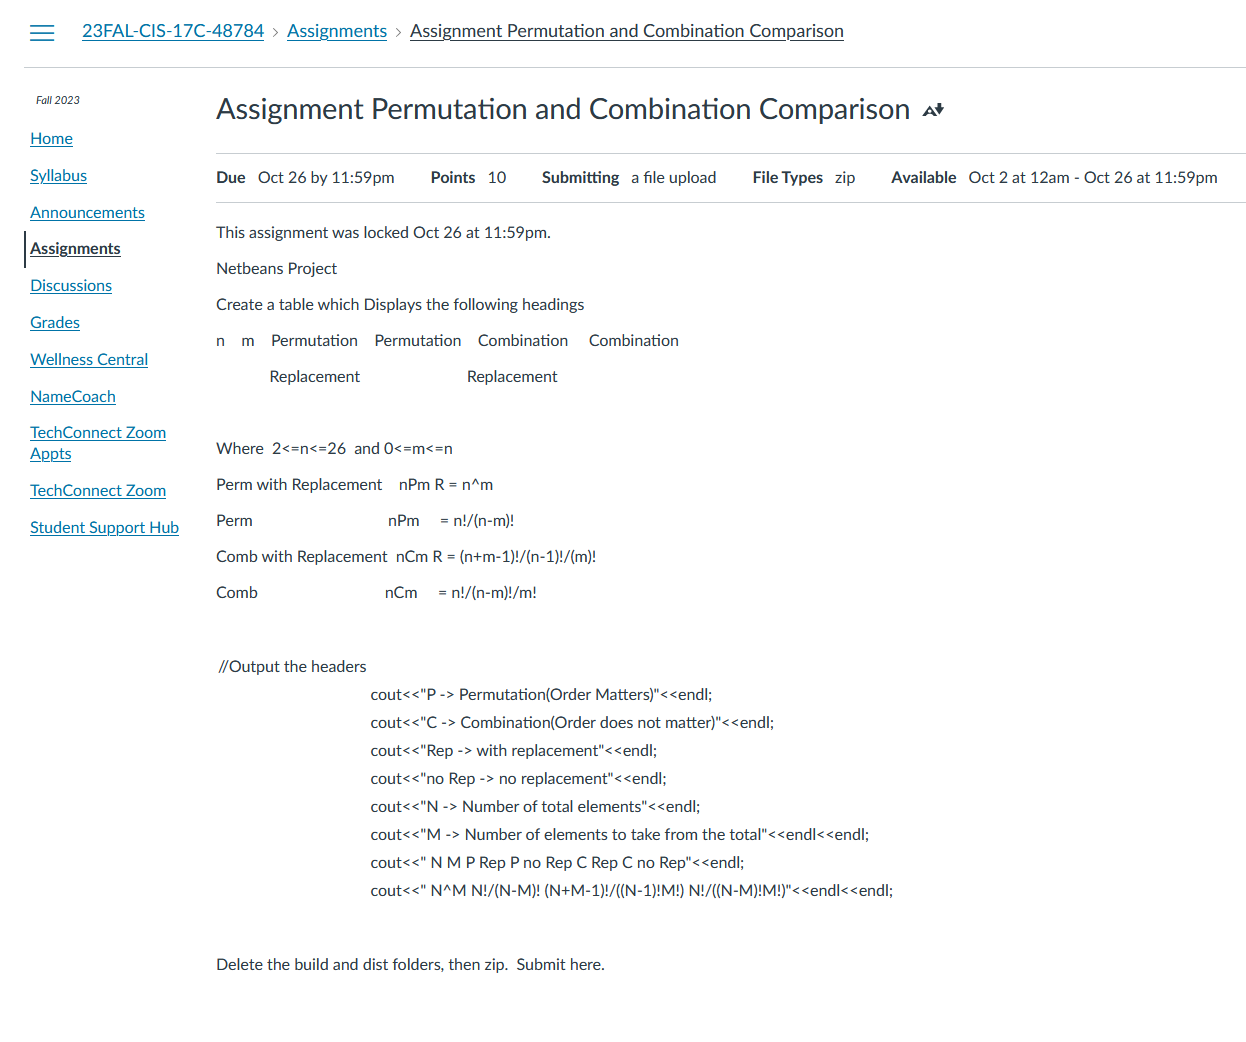 23FAL-CIS-17C-48784 > Assignments > Assignment Permutation and Combination Comparison
Fall 2023
Home
Syllabus
Announcements
Assignments
Discussions
Grades
Wellness Central
NameCoach
TechConnect Zoom
Appts
TechConnect Zoom
Student Support Hub
Assignment Permutation and Combination Comparison
Due Oct 26 by 11:59pm Points 10 Submitting a file upload File Types zip Available Oct 2 at 12am - Oct 26 at 11:59pm
This assignment was locked Oct 26 at 11:59pm.
Netbeans Project
Create a table which Displays the following headings
n m Permutation Permutation Combination Combination
Replacement Replacement
Where 2<=n<=26 and 0<=m<=n
Perm with Replacement nPm R = n^m
Perm nPm = n!/(n-m)!
Comb with Replacement nCm R = (n+m-1)!/(n-1)!/(m)!
Comb nCm = n!/(n-m)!/m!
//Output the headers
cout<<"P -> Permutation(Order Matters)"<<endl;
cout<<"C -> Combination(Order does not matter)"<<endl;
cout<<"Rep -> with replacement"<<endl;
cout<<"no Rep -> no replacement"<<endl;
cout<<"N -> Number of total elements"<<endl;
cout<<"M -> Number of elements to take from the total"<<endl<<endl;
cout<<" N M P Rep P no Rep C Rep C no Rep"<<endl;
cout<<" N^M N!/(N-M)! (N+M-1)!/((N-1)!M!) N!/((N-M)!M!)"<<endl<<endl;
Delete the build and dist folders, then zip. Submit here.